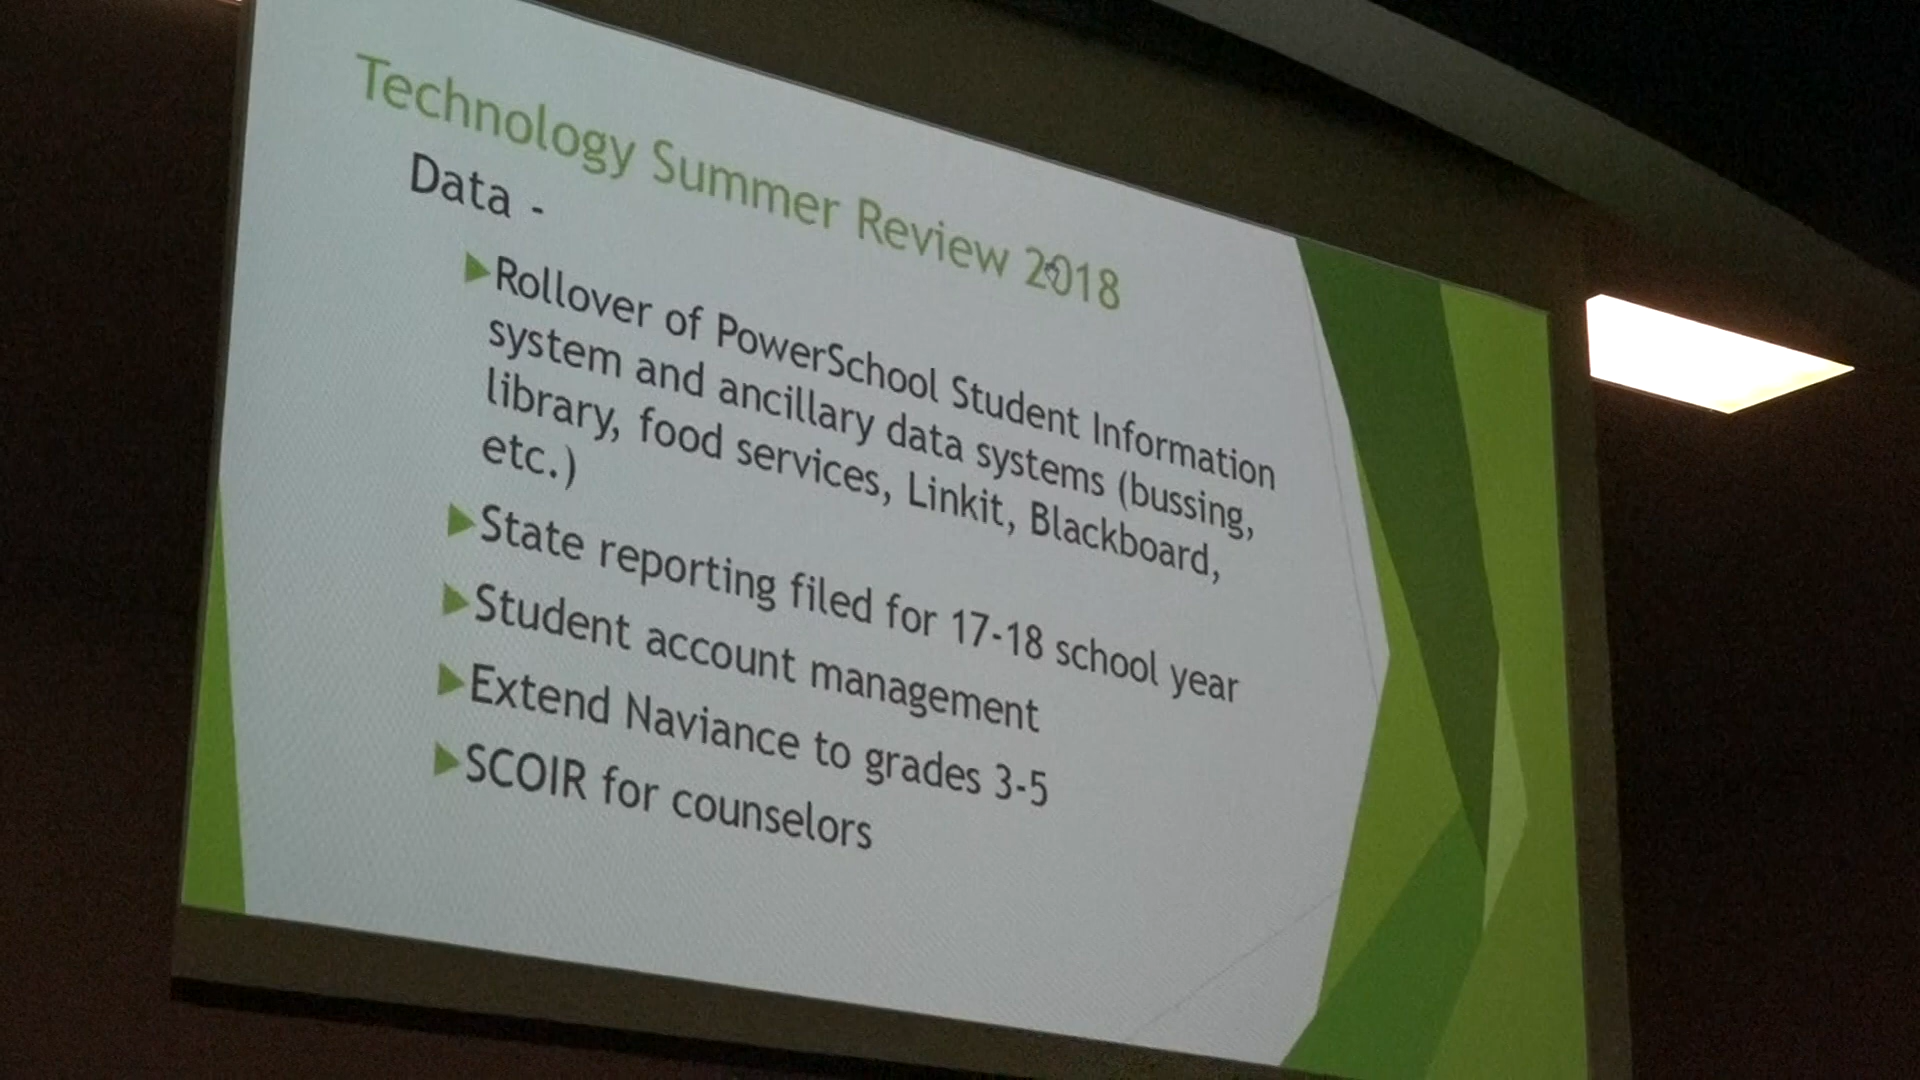 Technology Summer Review 2018
Data -
Rollover of PowerSchool Student Information
system and ancillary data systems (bussing,
library, food services, Linkit, Blackboard,
etc.)
State reporting filed for 17-18 school year
Student account management
Extend Naviance to grades 3-5
SCOIR for counselors